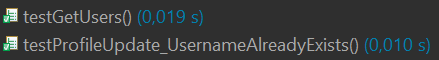 testGetUsers() (0,019 s)
testProfileUpdate_UsernameAlreadyExists() (0,010 s)